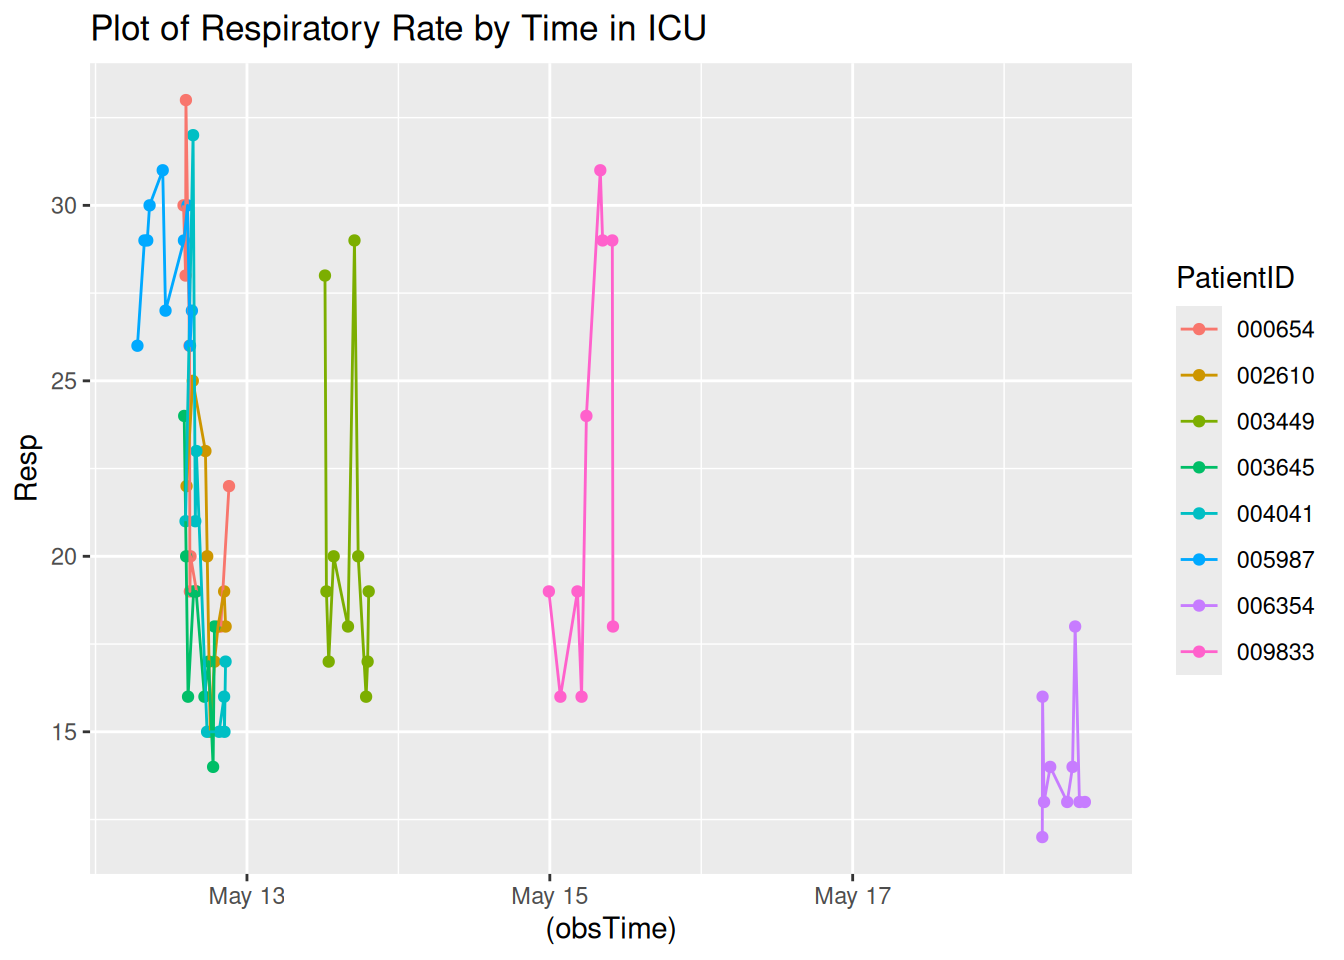 Plot of Respiratory Rate by Time in ICU
Resp
30
25
20
15
May 13
May 15
May 17
(obsTime)
PatientID
000654
002610
003449
003645
004041
005987
006354
009833